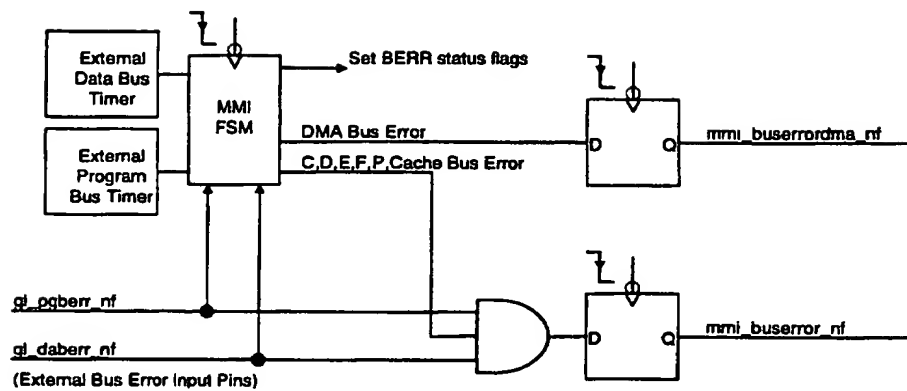 External
Data Bus
Timer
MMI
FSM
Set BERR status flags
DMA Bus Error
C,D,E,F,P,Cache Bus Error
External
Program
Bus Timer
D
Q
mmi_buserrordma_nf
gl_pgberr_nf
gl_daberr_nf
(External Bus Error Input Pins)
D
Q
mmi_buserror_nf